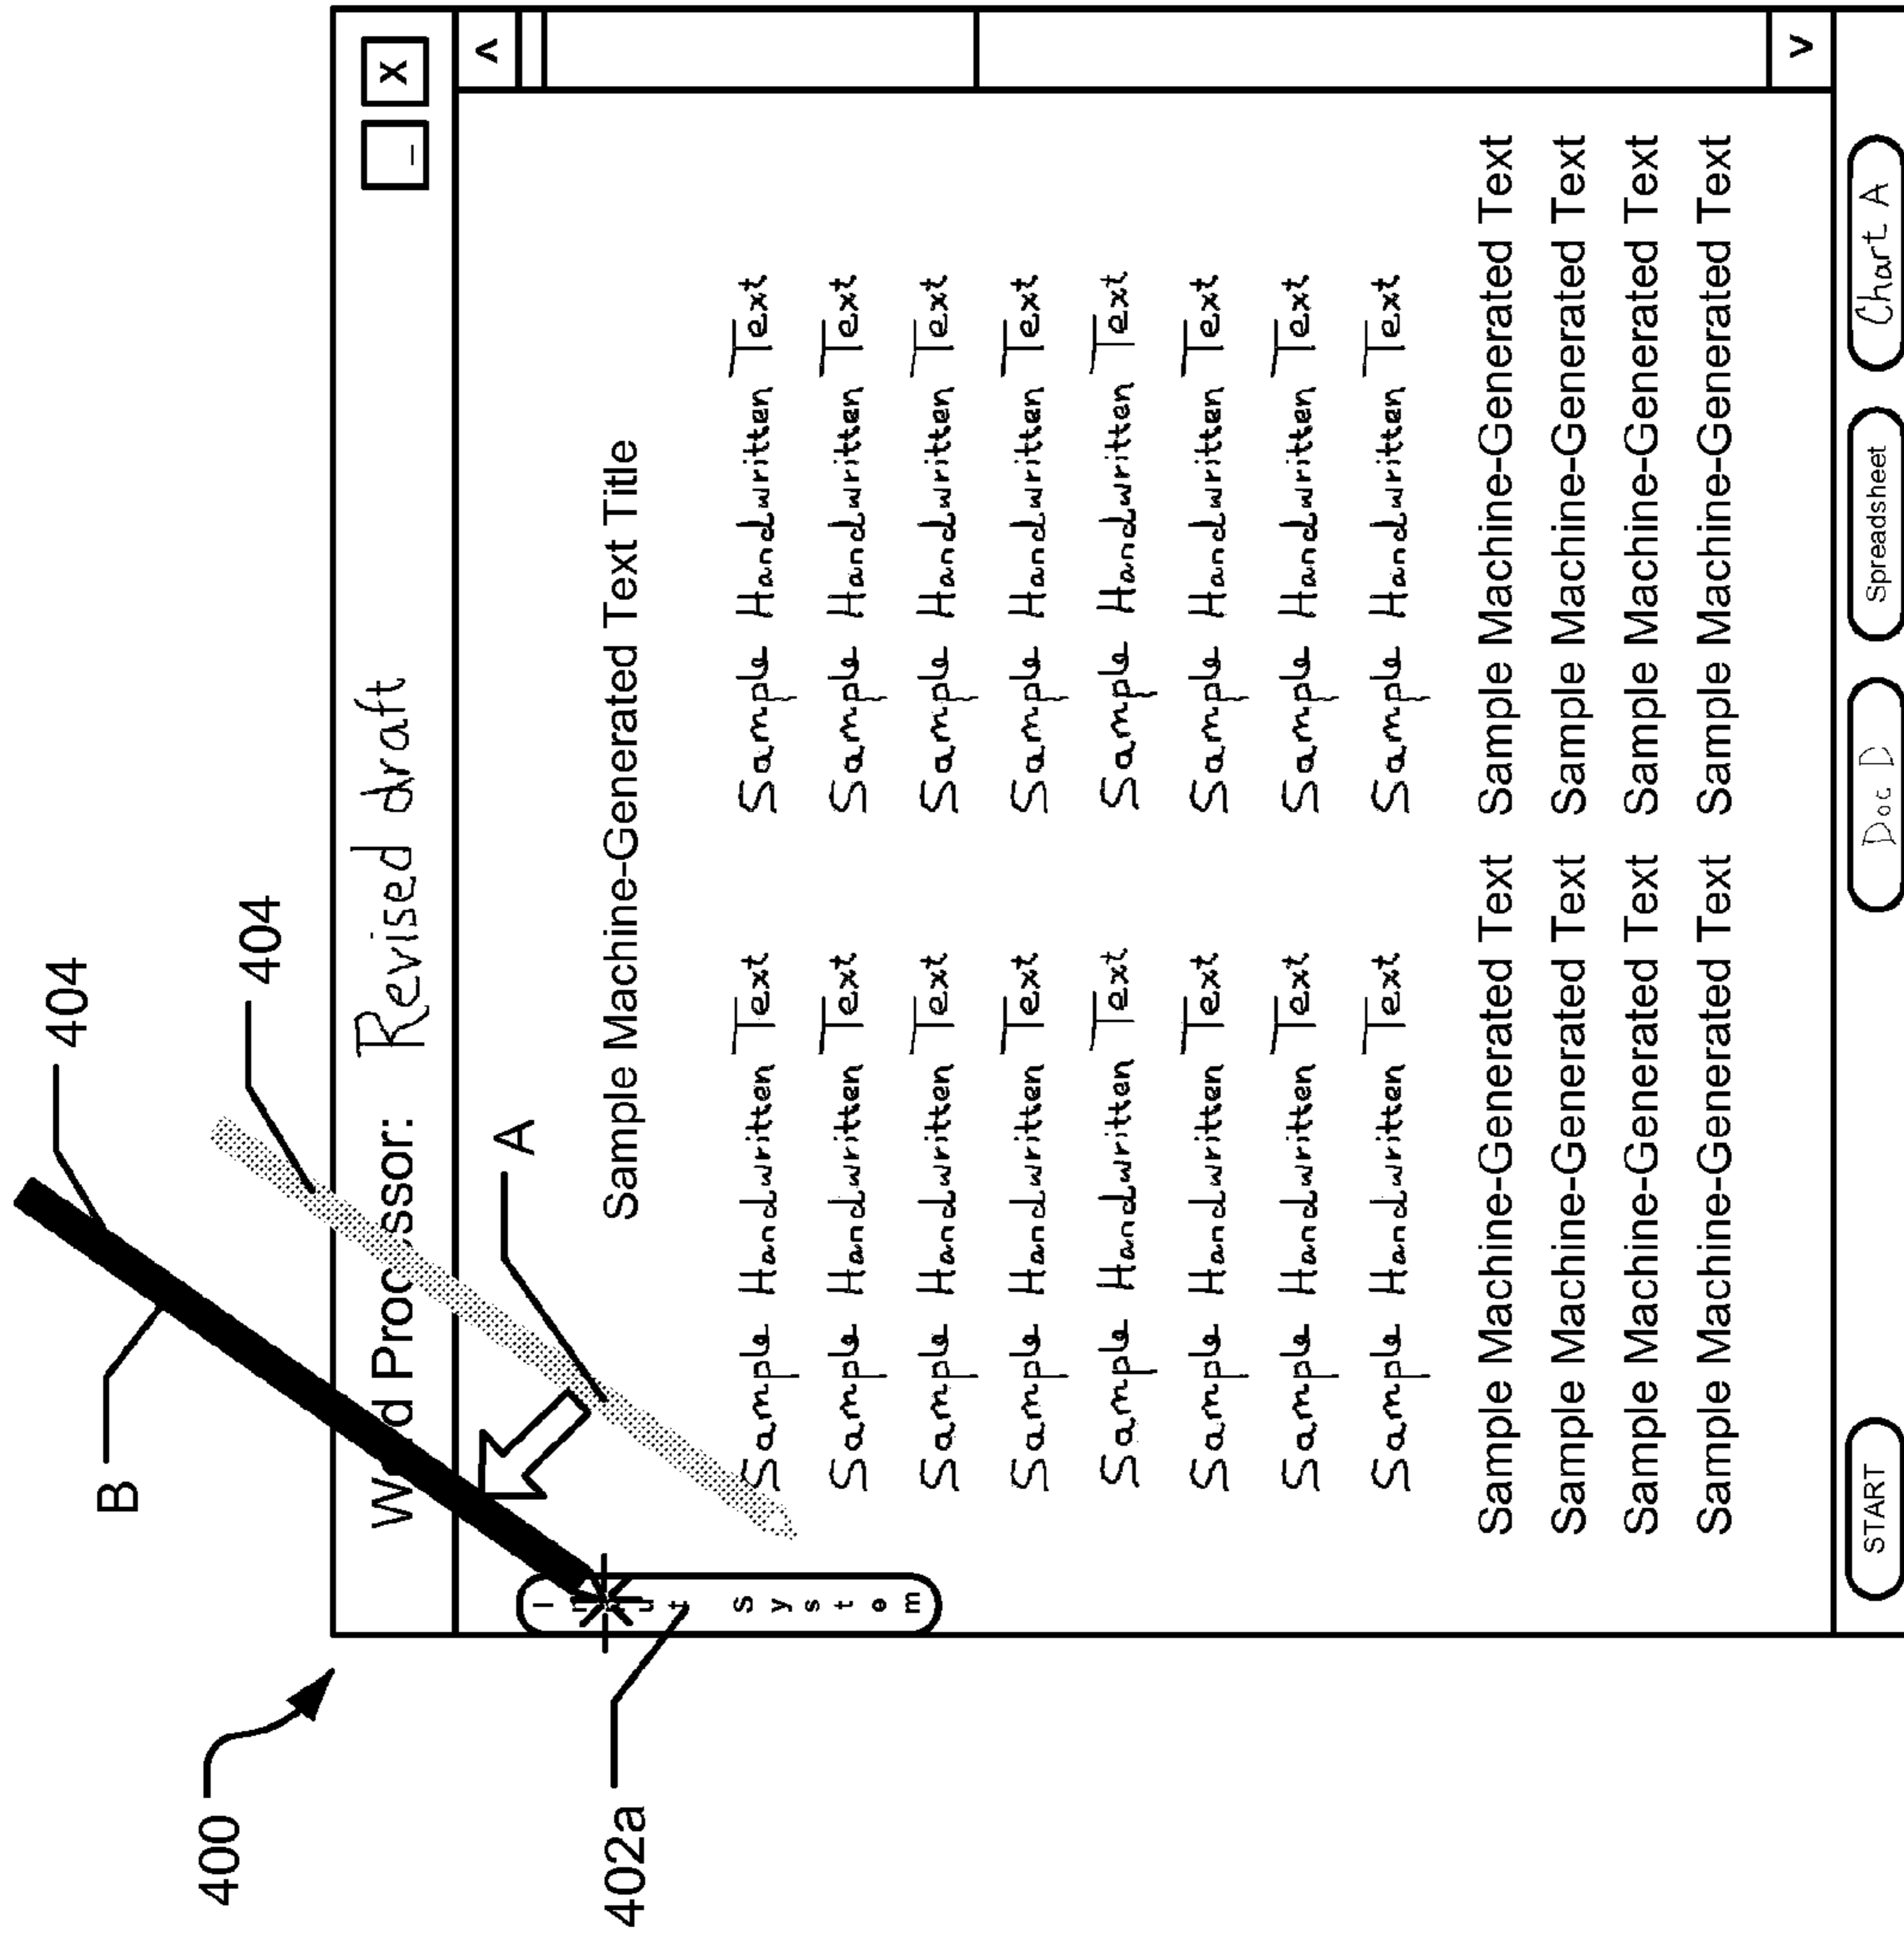 404
B
400
404
Word Processor: Revised draft _ X
^
A
Input System
Sample Machine-Generated Text Title
402a
Sample Handwritten Text Sample Handwritten Text
Sample Handwritten Text Sample Handwritten Text
Sample Handwritten Text Sample Handwritten Text
Sample Handwritten Text Sample Handwritten Text
Sample Handwritten Text Sample Handwritten Text
Sample Handwritten Text Sample Handwritten Text
Sample Handwritten Text Sample Handwritten Text
Sample Handwritten Text Sample Handwritten Text
Sample Machine-Generated Text Sample Machine-Generated Text
Sample Machine-Generated Text Sample Machine-Generated Text
Sample Machine-Generated Text Sample Machine-Generated Text
Sample Machine-Generated Text Sample Machine-Generated Text
v
START Doc D Spreadsheet Chart A